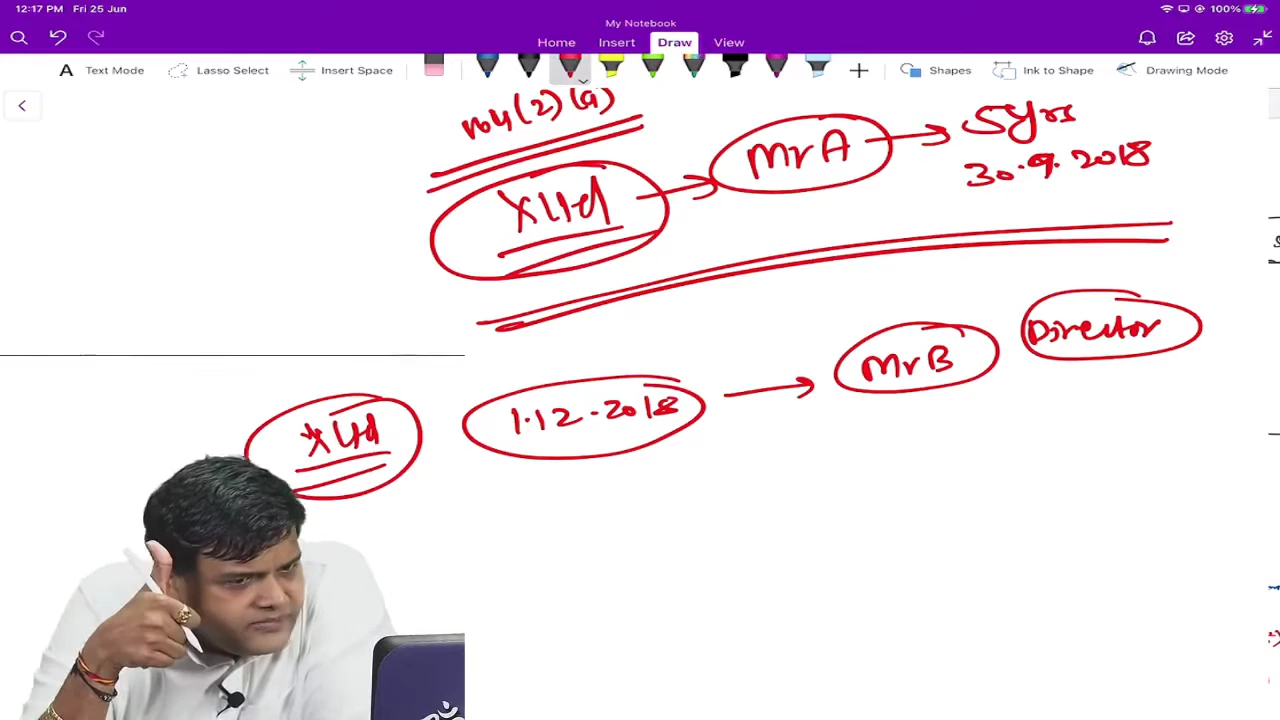 12:17 PM Fri 25 Jun
100%
My Notebook
Home Insert Draw View
A Text Mode Lasso Select Insert Space Shapes Ink to Shape Drawing Mode
(2) (a)
X Ltd → Mr A → 5 yrs
30.9.2018
X Ltd 1.12.2018 → Mr B Director